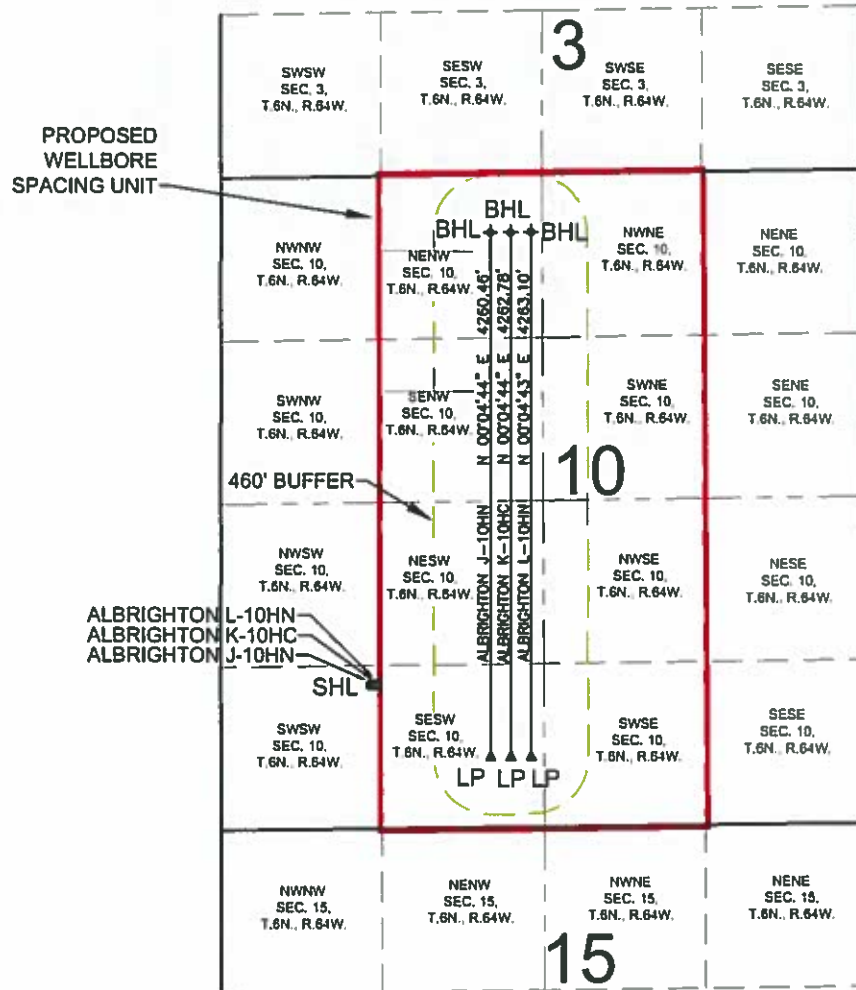 3
SWSW
SEC. 3,
T.6N., R.64W.
SESW
SEC. 3,
T.6N., R.64W.
SWSE
SEC. 3,
T.6N., R.64W.
SESE
SEC. 3,
T.6N., R.64W.
PROPOSED
WELLBORE
SPACING UNIT
BHL
BHL
BHL
NWNW
SEC. 10,
T.6N., R.64W.
NENW
SEC. 10,
T.6N., R.64W.
NWNE
SEC. 10,
T.6N., R.64W.
NENE
SEC. 10,
T.6N., R.64W.
N 00°04'44" E 4260.46'
N 00°04'44" E 4262.78'
N 00°04'43" E 4263.10'
SWNW
SEC. 10,
T.6N., R.64W.
SENW
SEC. 10,
T.6N., R.64W.
SWNE
SEC. 10,
T.6N., R.64W.
SENE
SEC. 10,
T.6N., R.64W.
10
460' BUFFER
NWSW
SEC. 10,
T.6N., R.64W.
NESW
SEC. 10,
T.6N., R.64W.
ALBRIGHTON J-10HN
ALBRIGHTON K-10HC
ALBRIGHTON L-10HN
NWSE
SEC. 10,
T.6N., R.64W.
NESE
SEC. 10,
T.6N., R.64W.
ALBRIGHTON L-10HN
ALBRIGHTON K-10HC
ALBRIGHTON J-10HN
SHL
SWSW
SEC. 10,
T.6N., R.64W.
SESW
SEC. 10,
T.6N., R.64W.
SWSE
SEC. 10,
T.6N., R.64W.
SESE
SEC. 10,
T.6N., R.64W.
LP LP LP
NWNW
SEC. 15,
T.6N., R.64W.
NENW
SEC. 15,
T.6N., R.64W.
NWNE
SEC. 15,
T.6N., R.64W.
NENE
SEC. 15,
T.6N., R.64W.
15